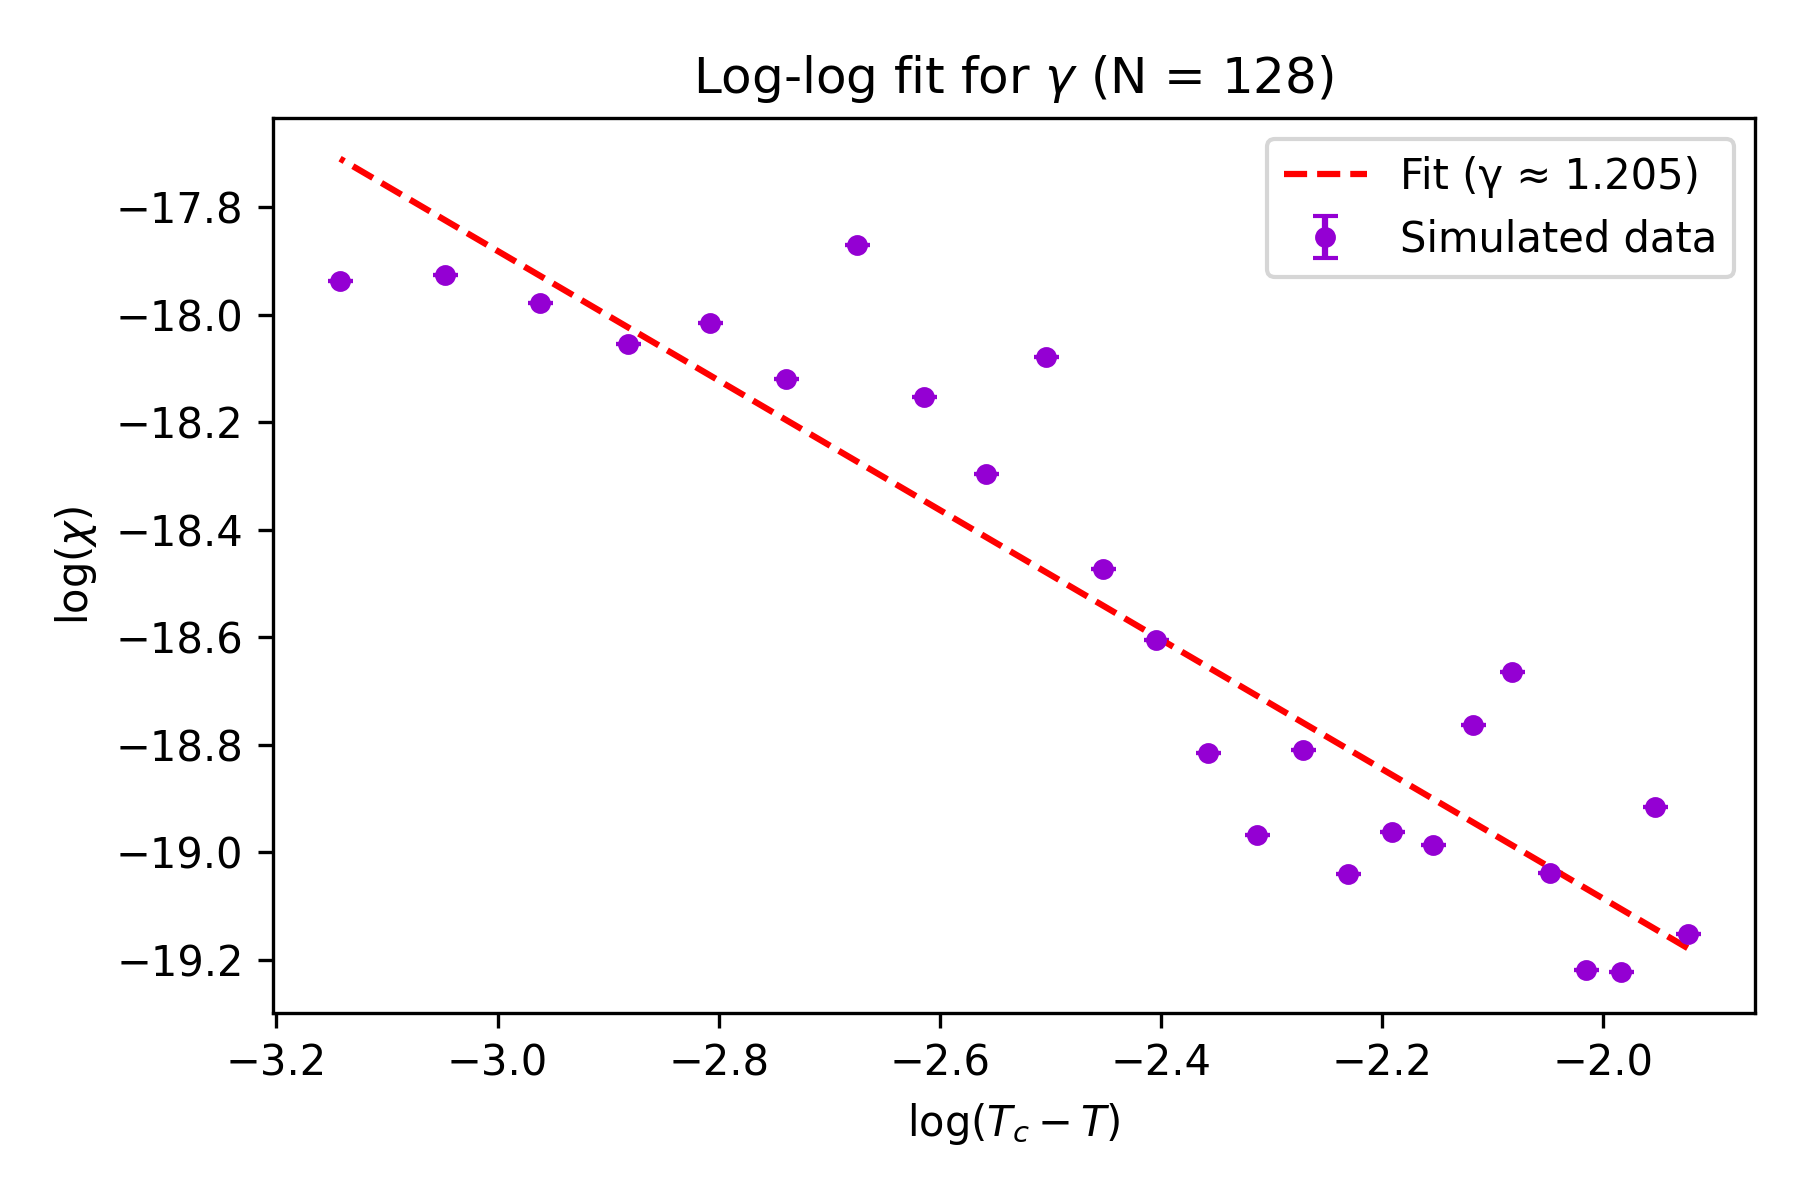 Log-log fit for γ (N = 128)
Fit (γ ≈ 1.205)
Simulated data
−17.8
−18.0
−18.2
−18.4
−18.6
−18.8
−19.0
−19.2
log(χ)
−3.2 −3.0 −2.8 −2.6 −2.4 −2.2 −2.0
log(T_c − T)